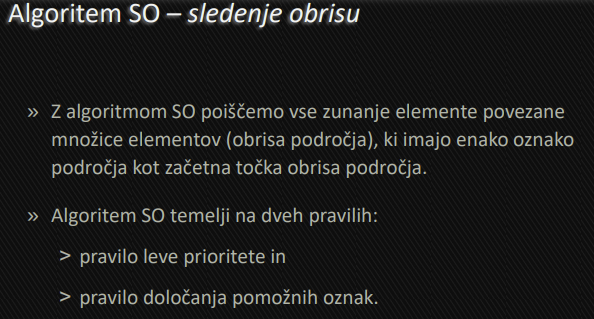 Algoritem SO – sledenje obrisu
» Z algoritmom SO poiščemo vse zunanje elemente povezane
množice elementov (obrisa področja), ki imajo enako oznako
področja kot začetna točka obrisa področja.
» Algoritem SO temelji na dveh pravilih:
> pravilo leve prioritete in
> pravilo določanja pomožnih oznak.